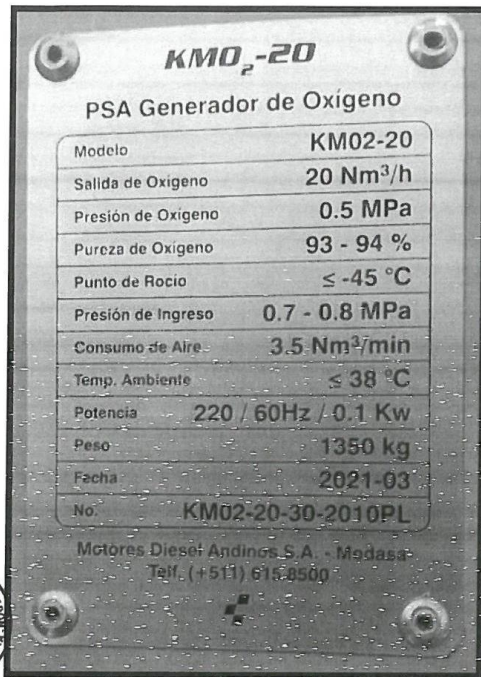 KMO₂-20
PSA Generador de Oxígeno
Modelo KM02-20
Salida de Oxigeno 20 Nm³/h
Presión de Oxígeno 0.5 MPa
Pureza de Oxígeno 93 - 94 %
Punto de Rocio ≤ -45 °C
Presión de Ingreso 0.7 - 0.8 MPa
Consumo de Aire 3.5 Nm³/min
Temp. Ambiente ≤ 38 °C
Potencia 220 / 60Hz / 0.1 Kw
Peso 1350 kg
Facha 2021-03
No. KM02-20-30-2010PL
Motores Diesel Andinos S.A. - Modasa
Telf. (+511) 615-8500